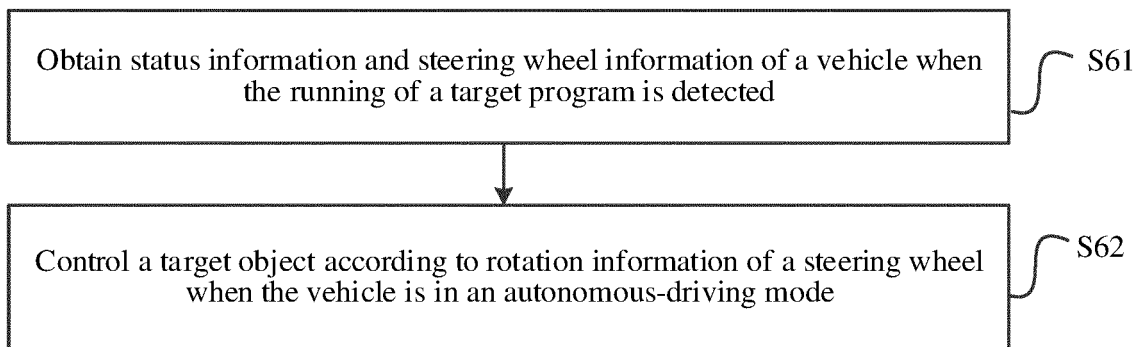 Obtain status information and steering wheel information of a vehicle when
the running of a target program is detected
S61
Control a target object according to rotation information of a steering wheel
when the vehicle is in an autonomous-driving mode
S62